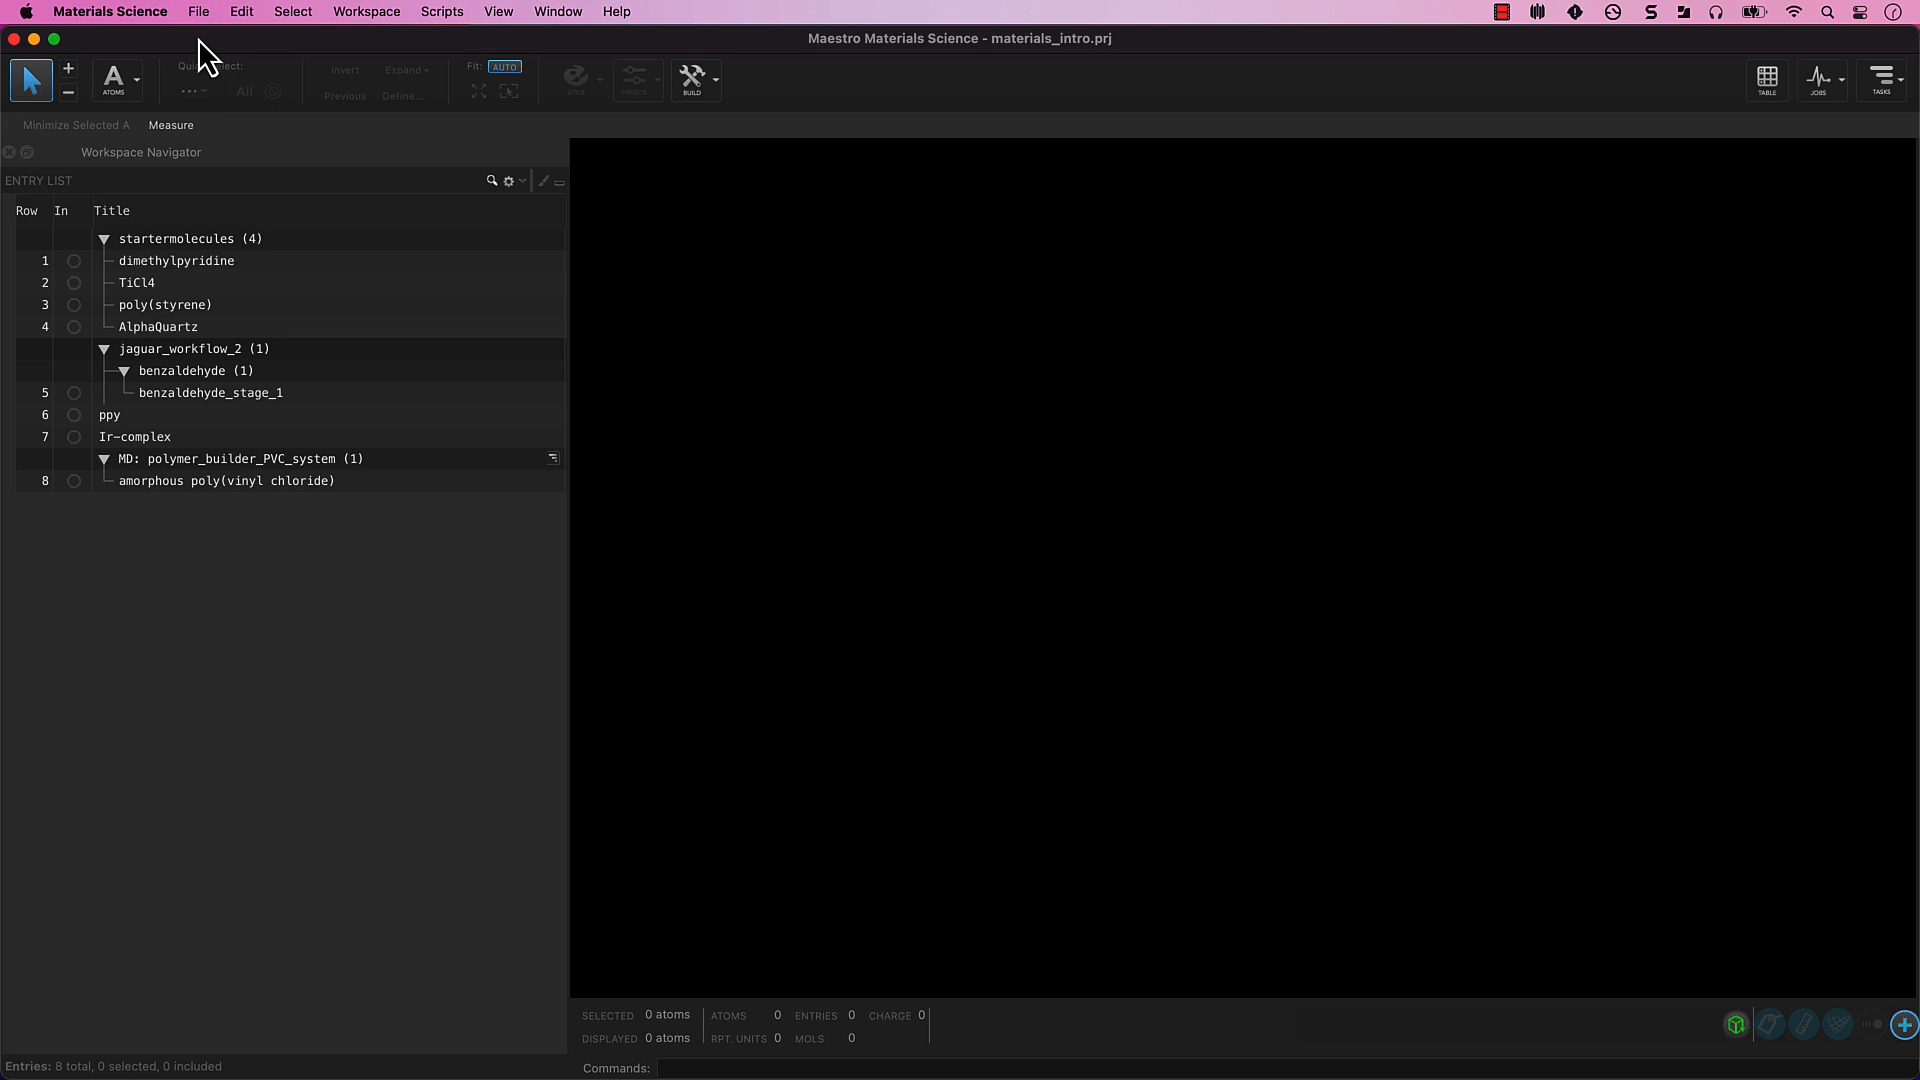 Materials Science File Edit Select Workspace Scripts View Window Help
Maestro Materials Science - materials_intro.prj
Invert Expand Fit: AUTO
ATOMS All Previous Define... STYLE PRESETS BUILD TABLE JOBS TASKS
Minimize Selected A Measure
Workspace Navigator
ENTRY LIST
Row In Title
startermolecules (4)
1 dimethylpyridine
2 TiCl4
3 poly(styrene)
4 AlphaQuartz
jaguar_workflow_2 (1)
benzaldehyde (1)
5 benzaldehyde_stage_1
6 ppy
7 Ir-complex
MD: polymer_builder_PVC_system (1)
8 amorphous poly(vinyl chloride)
SELECTED 0 atoms ATOMS 0 ENTRIES 0 CHARGE 0
DISPLAYED 0 atoms RPT. UNITS 0 MOLS 0
Entries: 8 total, 0 selected, 0 included
Commands: